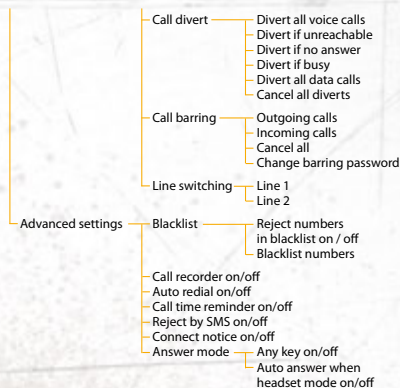 Call divert
Divert all voice calls
Divert if unreachable
Divert if no answer
Divert if busy
Divert all data calls
Cancel all diverts
Call barring
Outgoing calls
Incoming calls
Cancel all
Change barring password
Line switching
Line 1
Line 2
Advanced settings
Blacklist
Reject numbers
in blacklist on / off
Blacklist numbers
Call recorder on/off
Auto redial on/off
Call time reminder on/off
Reject by SMS on/off
Connect notice on/off
Answer mode
Any key on/off
Auto answer when
headset mode on/off